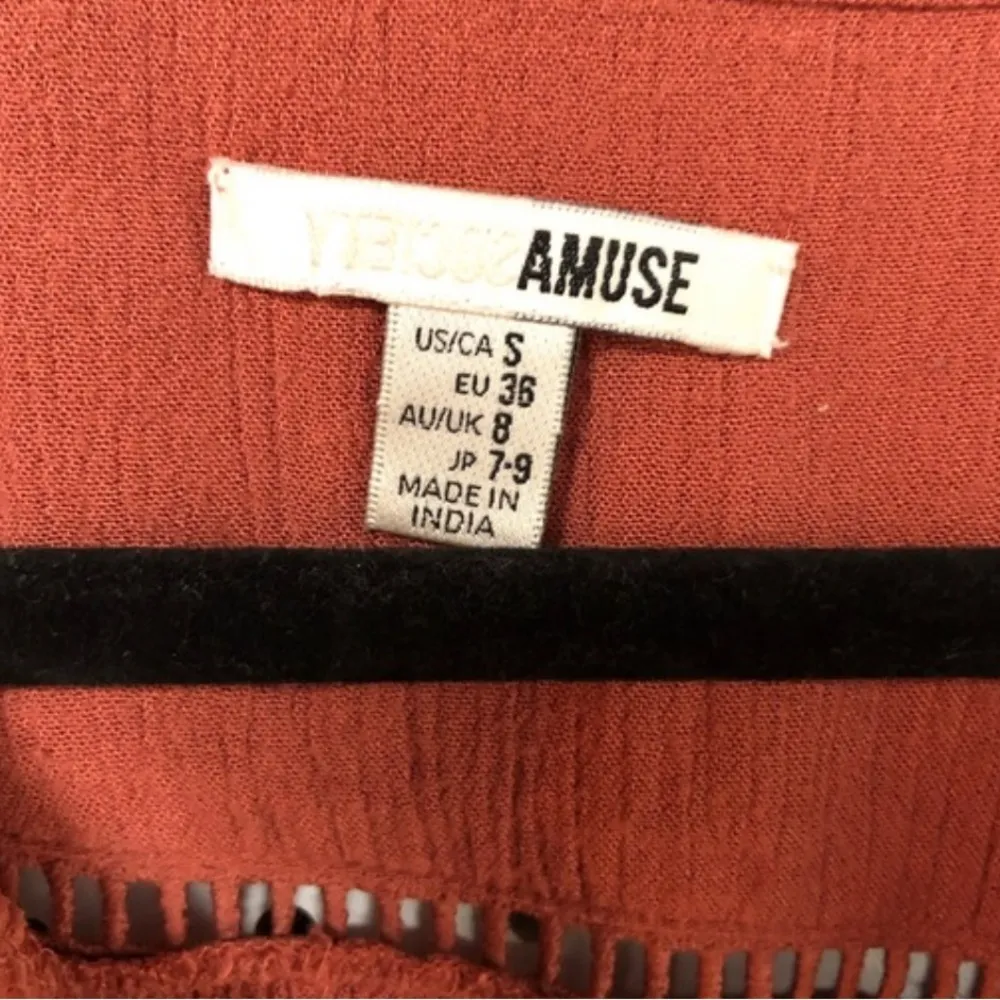 AMUSE
US/CA S
EU 36
AU/UK 8
JP 7-9
MADE IN
INDIA